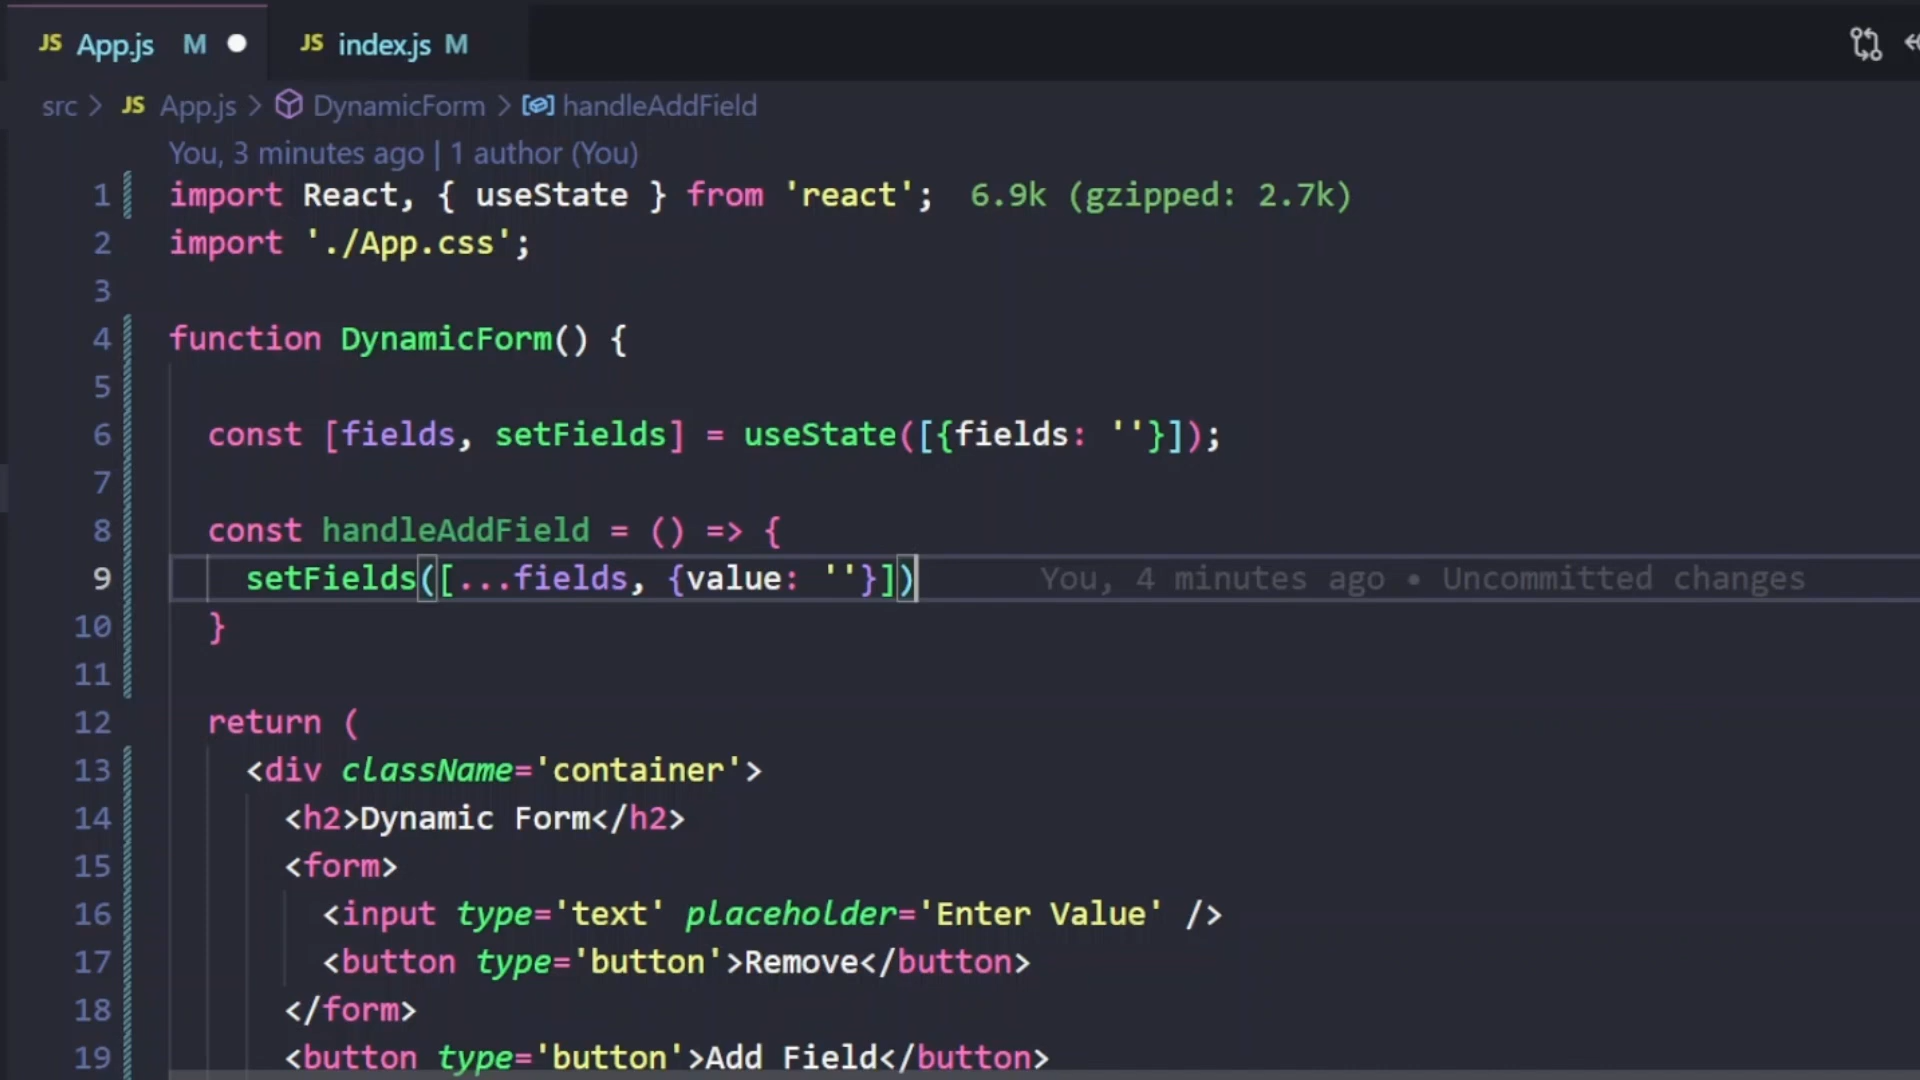 JS App.js M JS index.js M
src > JS App.js > DynamicForm > handleAddField
You, 3 minutes ago | 1 author (You)
1 import React, { useState } from 'react'; 6.9k (gzipped: 2.7k)
2 import './App.css';
3
4 function DynamicForm() {
5
6 const [fields, setFields] = useState([{fields: ''}]);
7
8 const handleAddField = () => {
9 setFields([...fields, {value: ''}]) You, 4 minutes ago • Uncommitted changes
10 }
11
12 return (
13 <div className='container'>
14 <h2>Dynamic Form</h2>
15 <form>
16 <input type='text' placeholder='Enter Value' />
17 <button type='button'>Remove</button>
18 </form>
19 <button type='button'>Add Field</button>